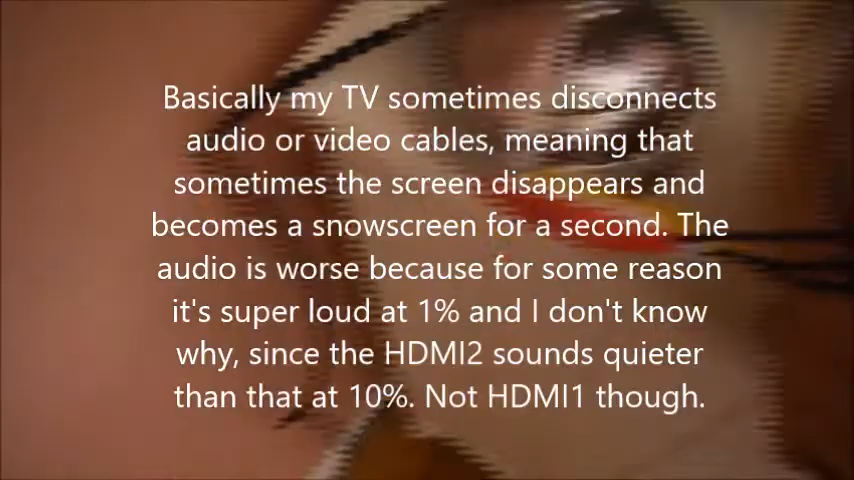 Basically my TV sometimes disconnects
audio or video cables, meaning that
sometimes the screen disappears and
becomes a snowscreen for a second. The
audio is worse because for some reason
it's super loud at 1% and I don't know
why, since the HDMI2 sounds quieter
than that at 10%. Not HDMI1 though.